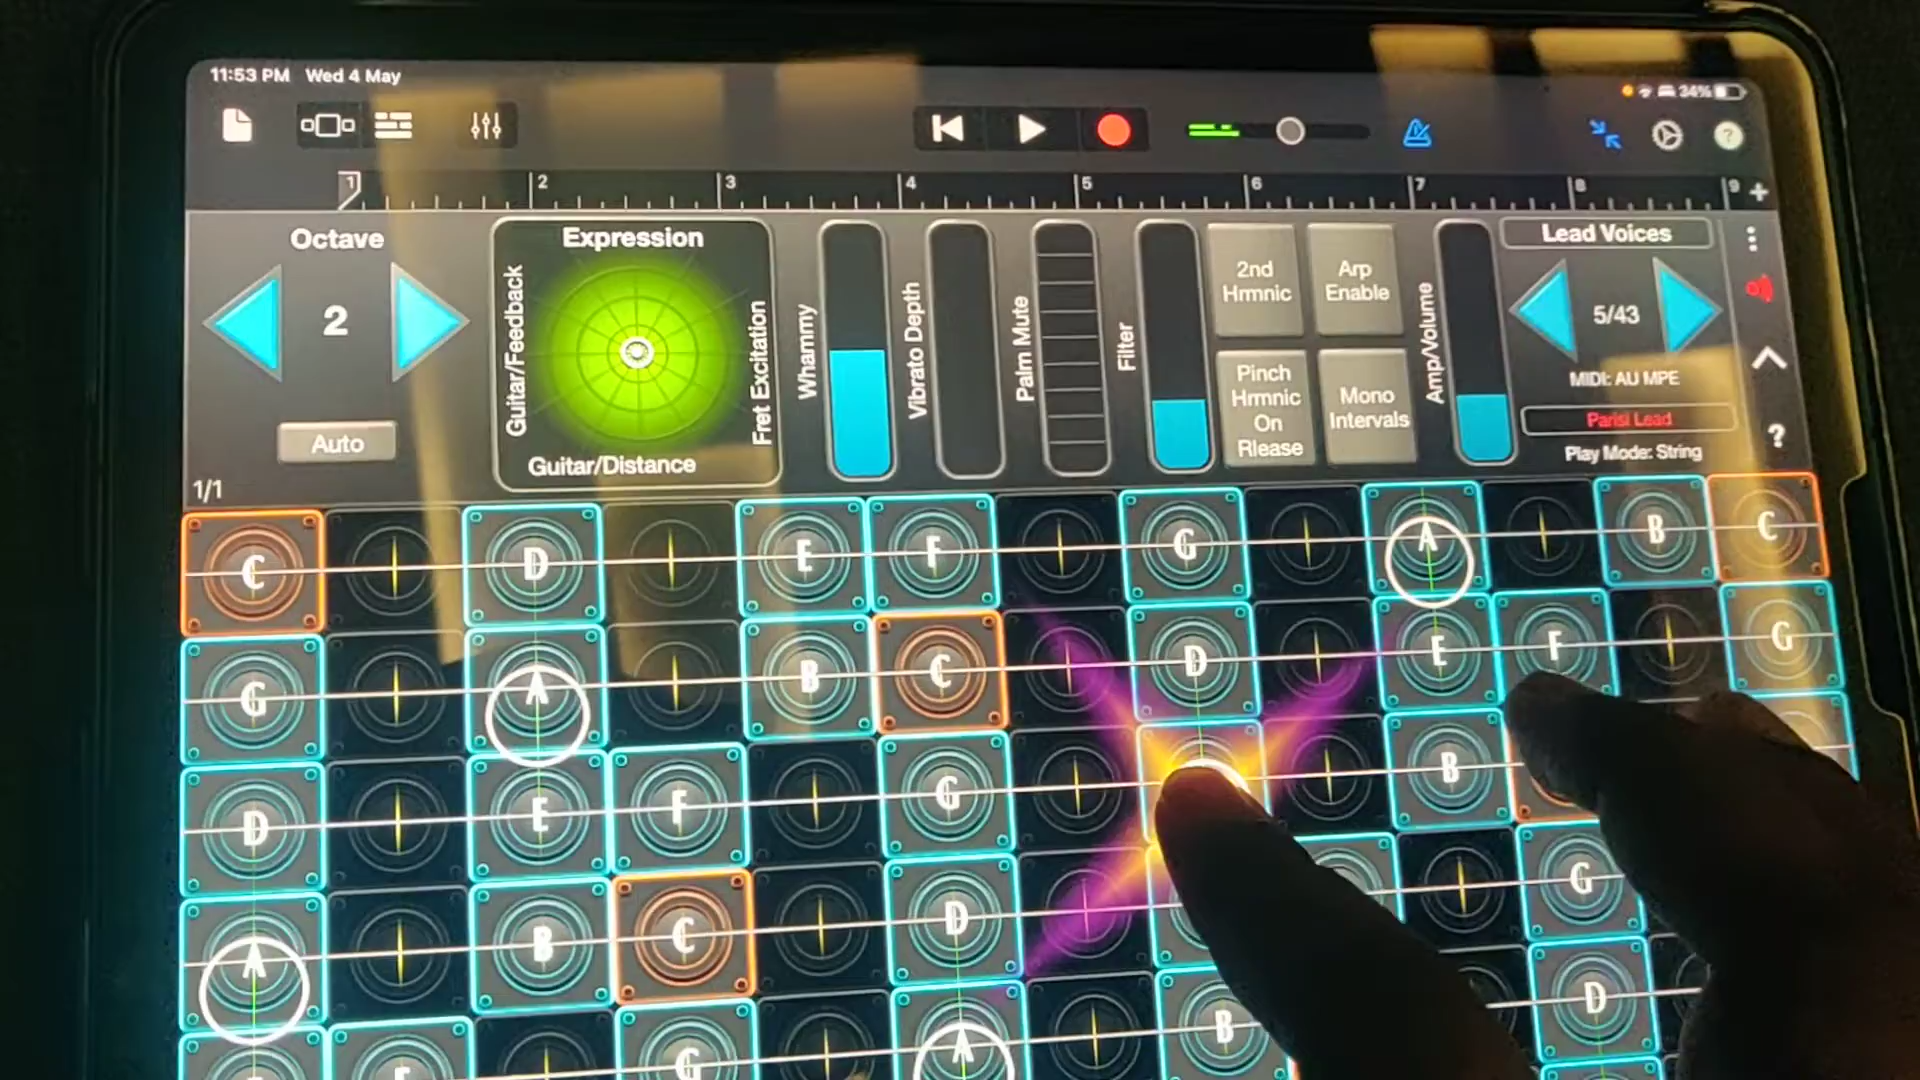 11:53 PM Wed 4 May
34%
1 2 3 4 5 6 7 8 9 +
Octave
2
Auto
1/1
Expression
Guitar/Feedback
Fret Excitation
Guitar/Distance
Whammy
Vibrato Depth
Palm Mute
Filter
2nd
Hrmnic
Arp
Enable
Pinch
Hrmnic
On
Rlease
Mono
Intervals
Amp/Volume
Lead Voices
5/43
MIDI: AU MPE
Parisi Lead
Play Mode: String
?
?
C D E F G A B C
G A B C D E F G
D E F G B
A B C D G
G A B D